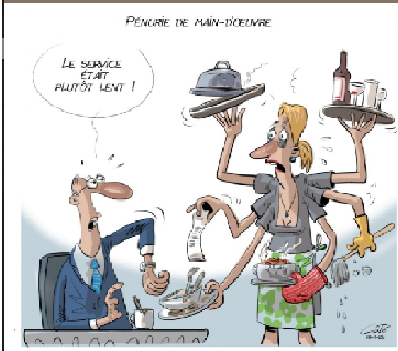 PÉNURIE DE MAIN-D'OEUVRE
LE SERVICE
ÉTAIT
PLUTÔT LENT !